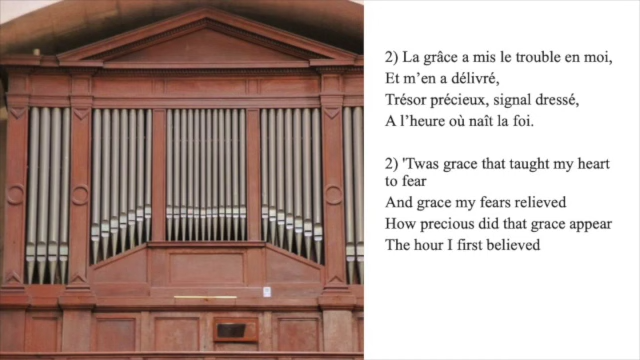 2) La grâce a mis le trouble en moi,
Et m’en a délivré,
Trésor précieux, signal dressé,
A l’heure où naît la foi.
2) 'Twas grace that taught my heart
to fear
And grace my fears relieved
How precious did that grace appear
The hour I first believed